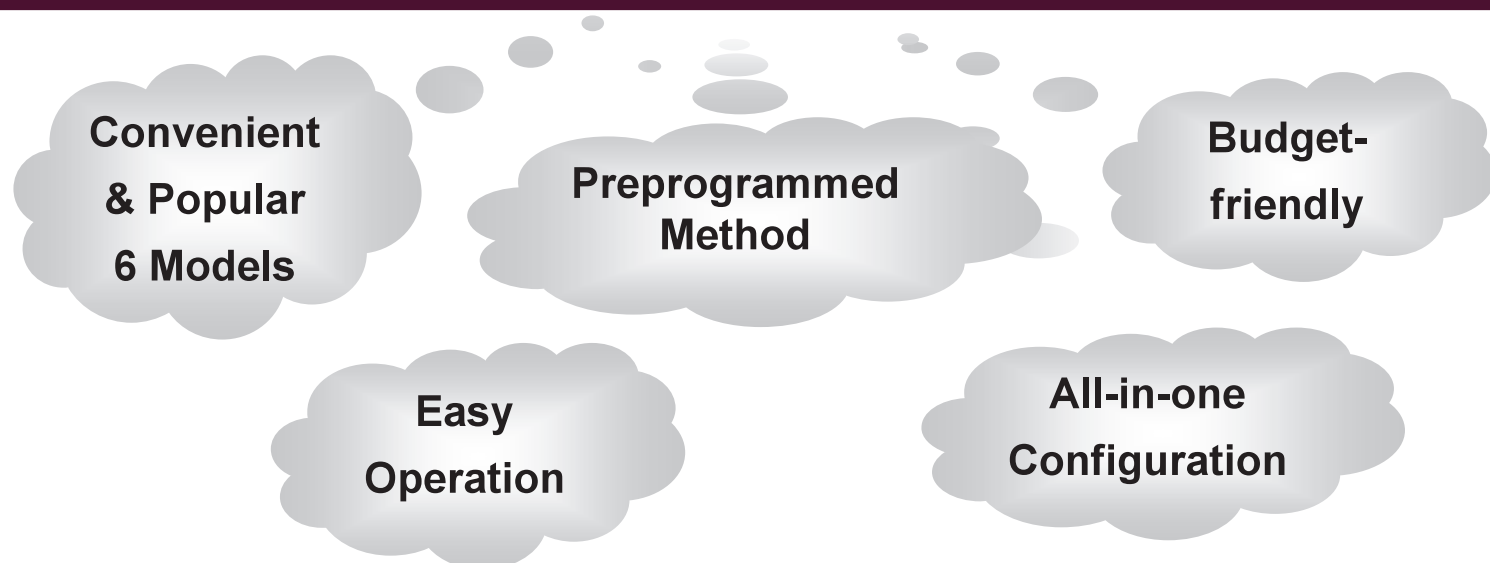 Convenient
& Popular
6 Models
Preprogrammed
Method
Budget-
friendly
Easy
Operation
All-in-one
Configuration